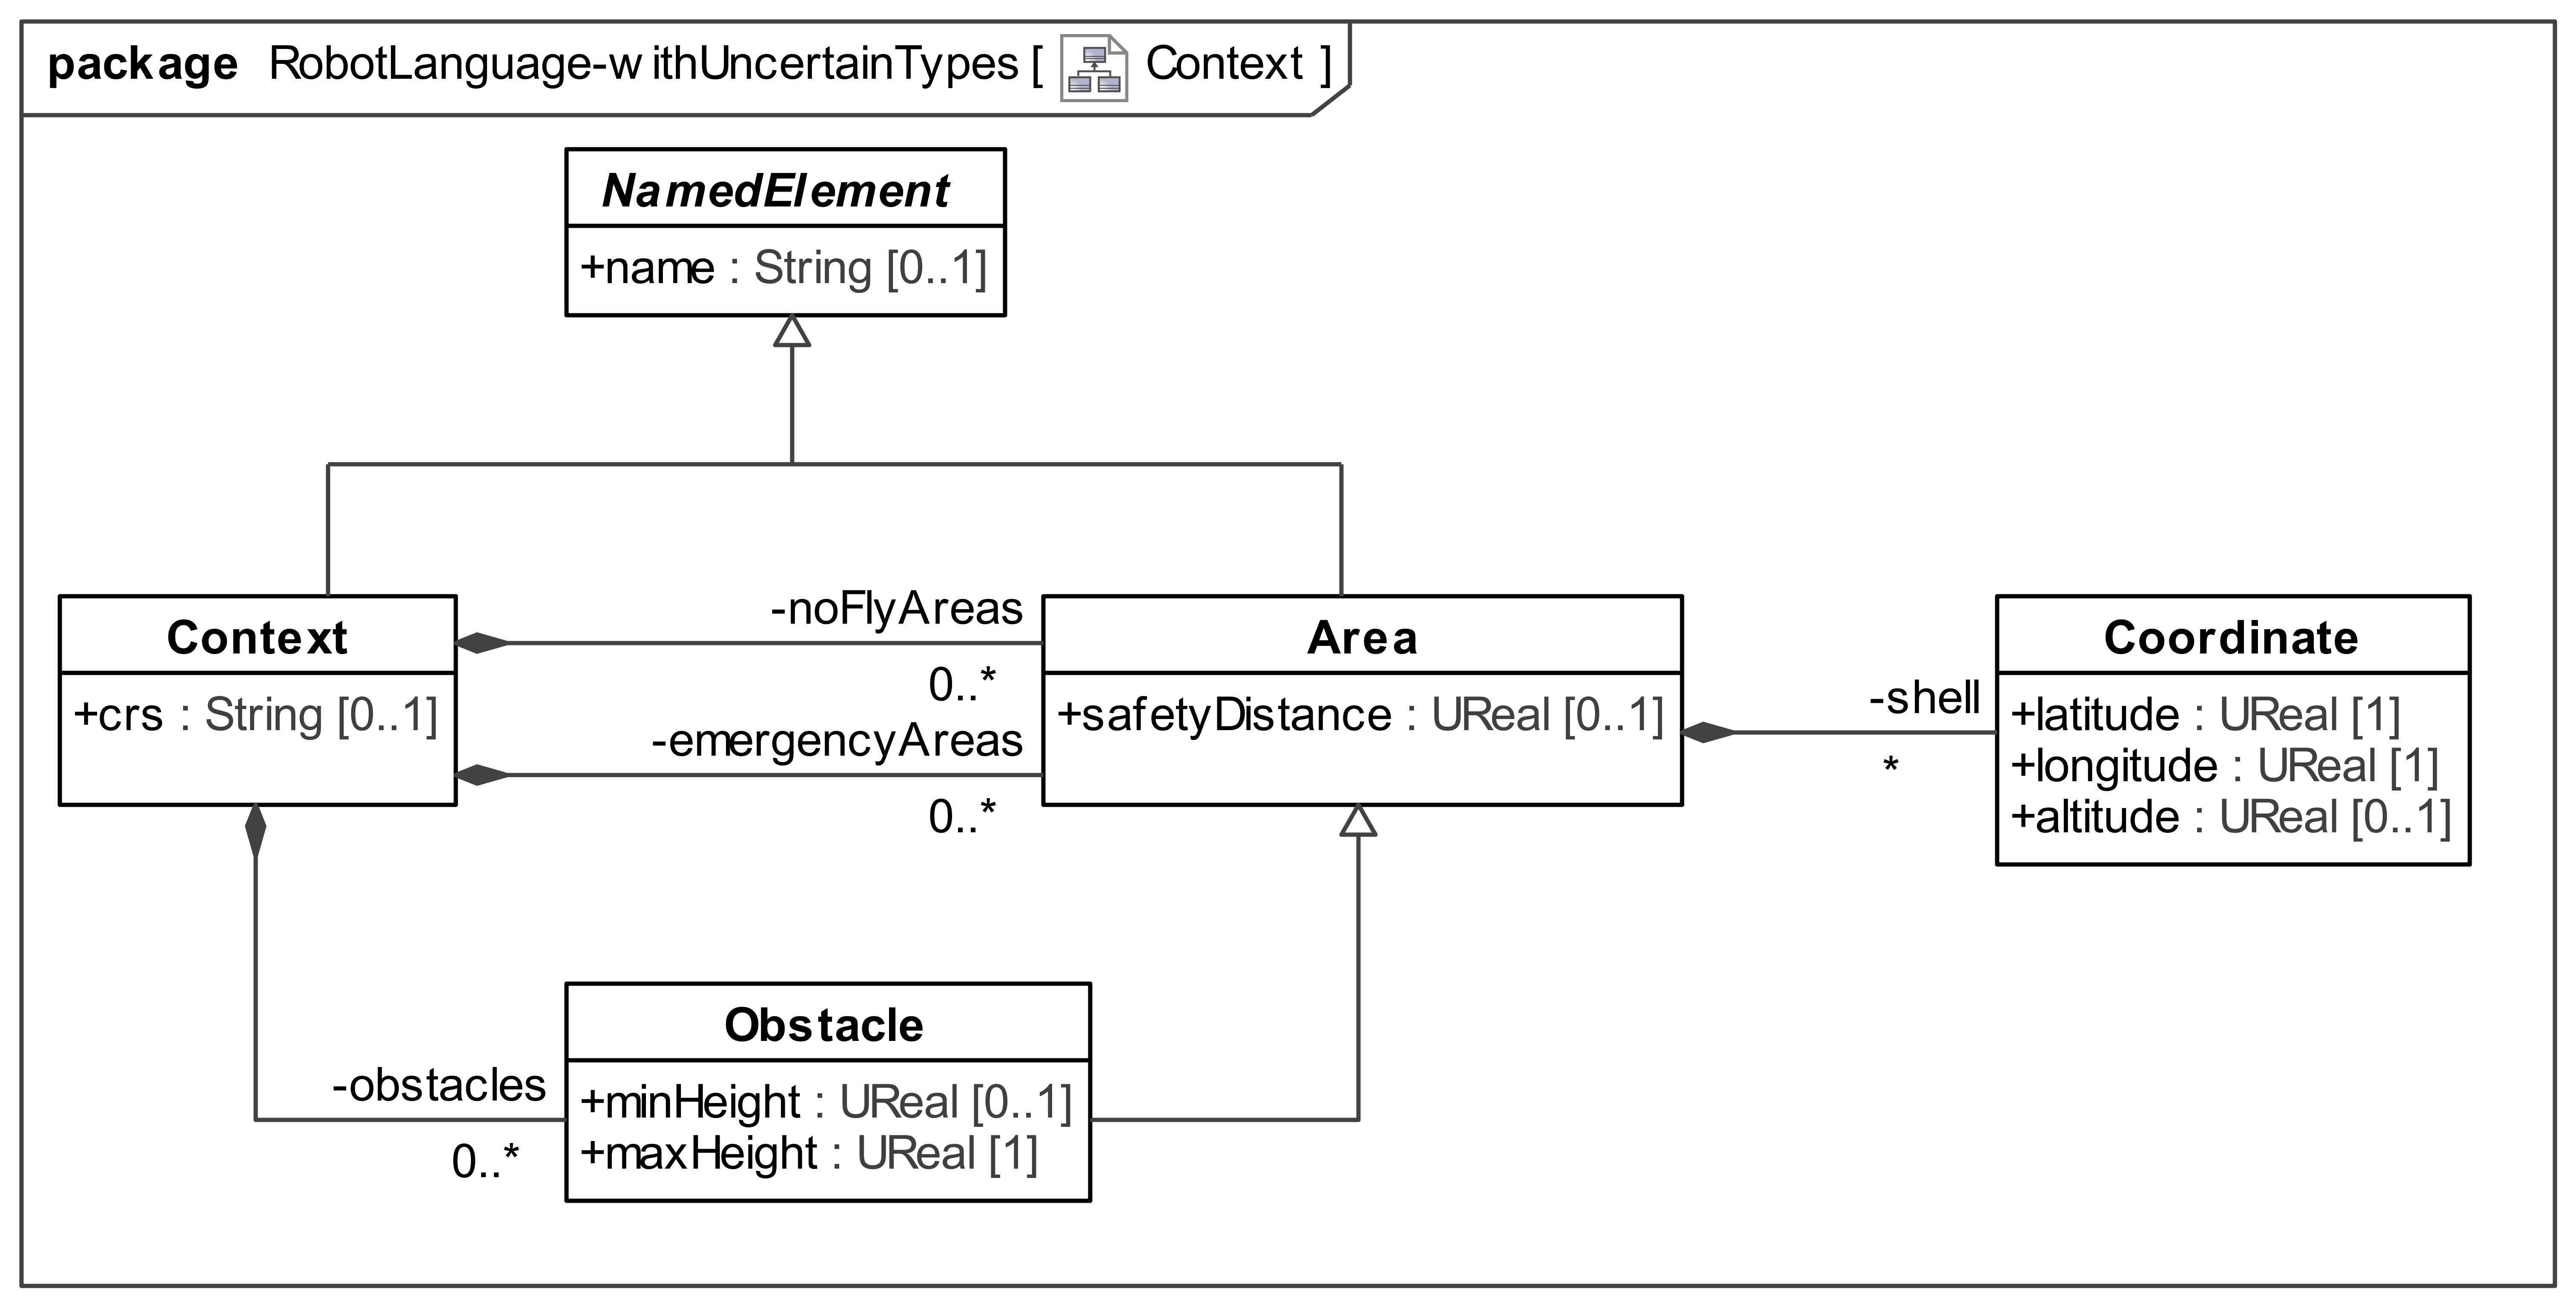 package RobotLanguage-withUncertainTypes [ Context ]
NamedElement
+name : String [0..1]
Context
+crs : String [0..1]
-noFlyAreas
0..*
-emergencyAreas
0..*
Area
+safetyDistance : UReal [0..1]
-shell
*
Coordinate
+latitude : UReal [1]
+longitude : UReal [1]
+altitude : UReal [0..1]
-obstacles
0..*
Obstacle
+minHeight : UReal [0..1]
+maxHeight : UReal [1]